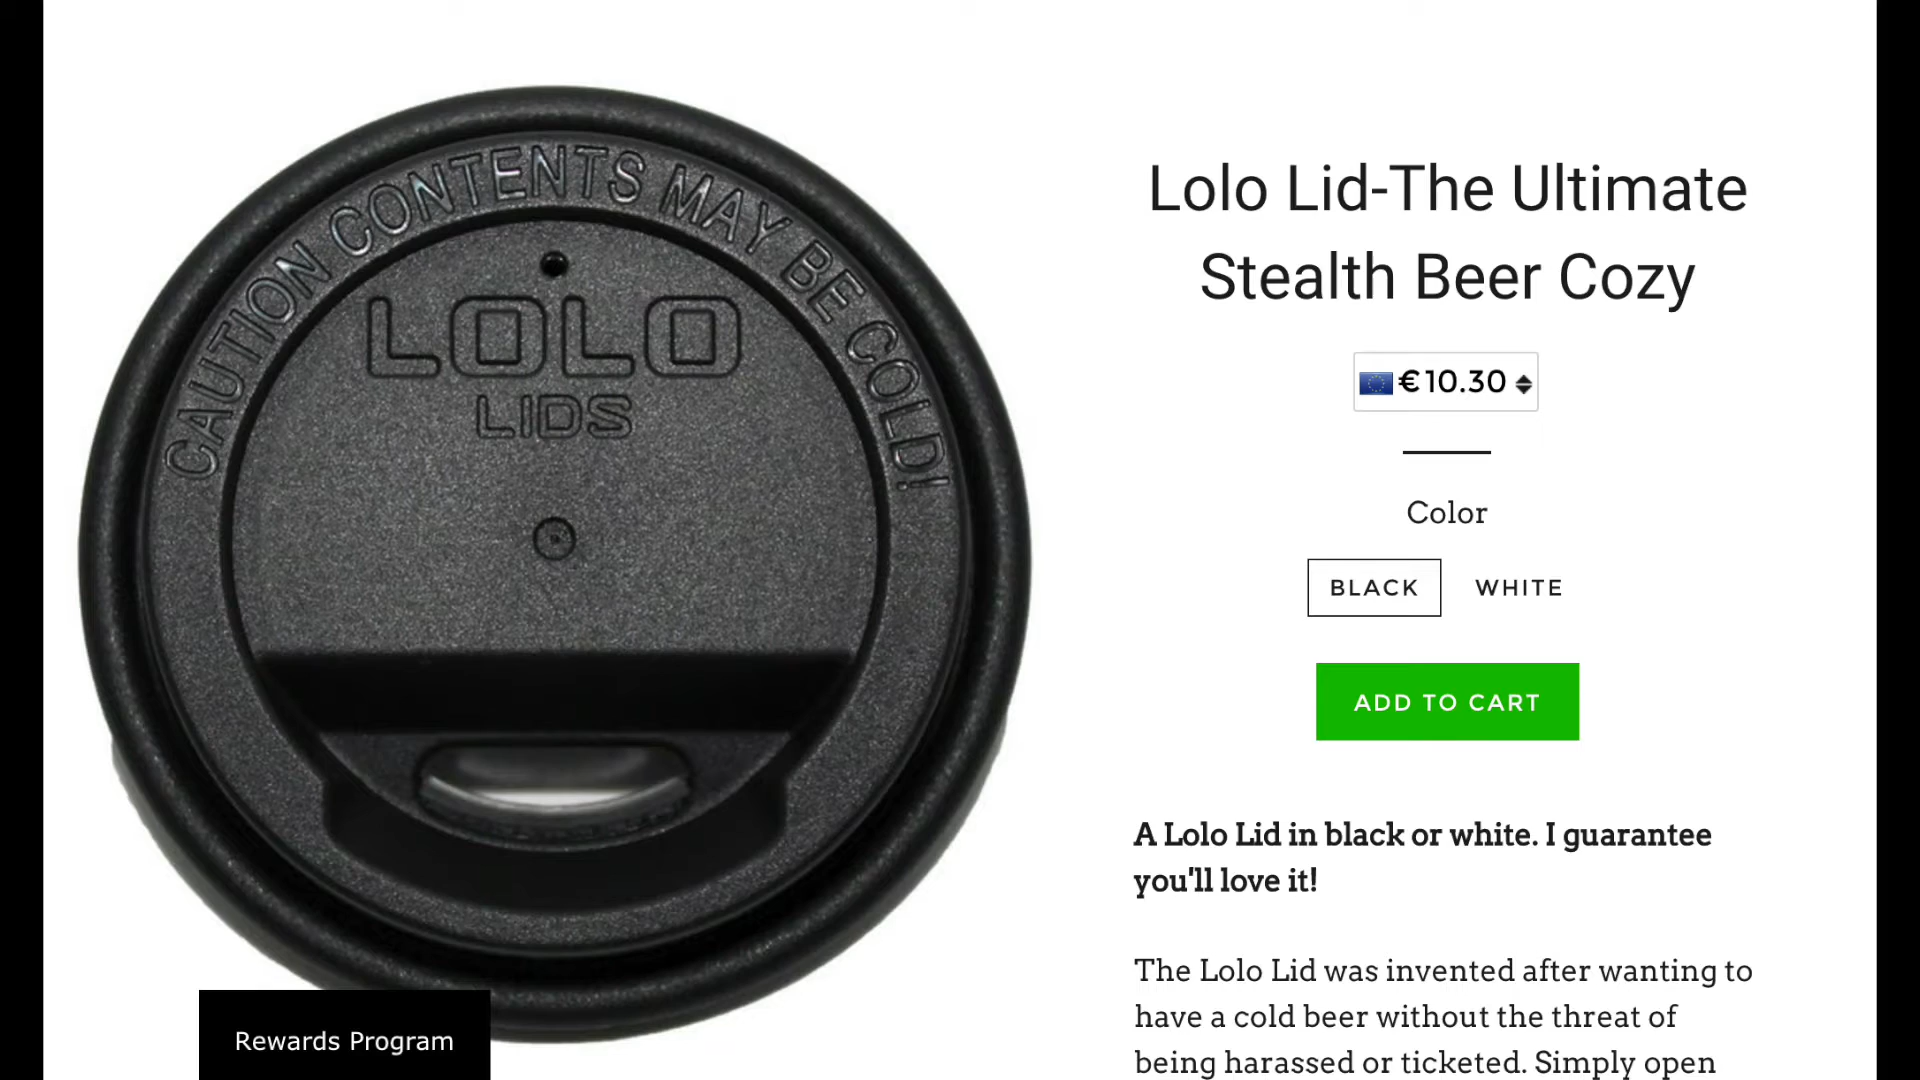 CAUTION CONTENTS MAY BE COLD!
LOLO
LIDS
Lolo Lid-The Ultimate
Stealth Beer Cozy
€10.30
Color
BLACK WHITE
ADD TO CART
A Lolo Lid in black or white. I guarantee
you'll love it!
The Lolo Lid was invented after wanting to
have a cold beer without the threat of
being harassed or ticketed. Simply open
Rewards Program